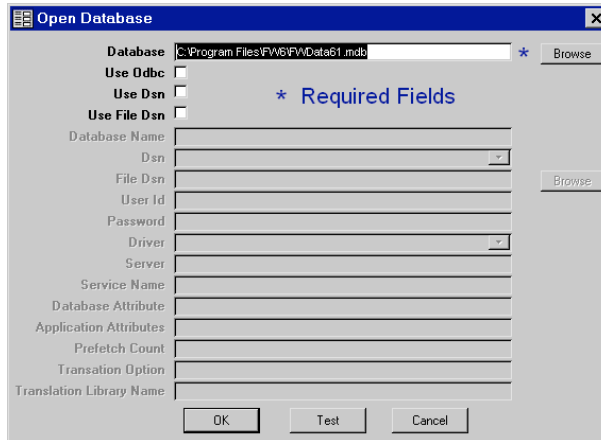 Open Database
Database C:\Program Files\FW6\FWData61.mdb * Browse
Use Odbc
Use Dsn * Required Fields
Use File Dsn
Database Name
Dsn
File Dsn Browse
User Id
Password
Driver
Server
Service Name
Database Attribute
Application Attributes
Prefetch Count
Transation Option
Translation Library Name
OK Test Cancel